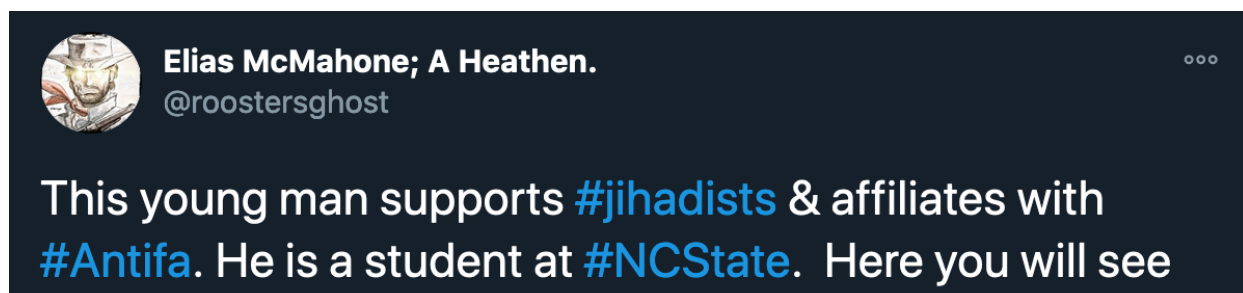 Elias McMahone; A Heathen.
@roostersghost
This young man supports #jihadists & affiliates with
#Antifa. He is a student at #NCState.  Here you will see